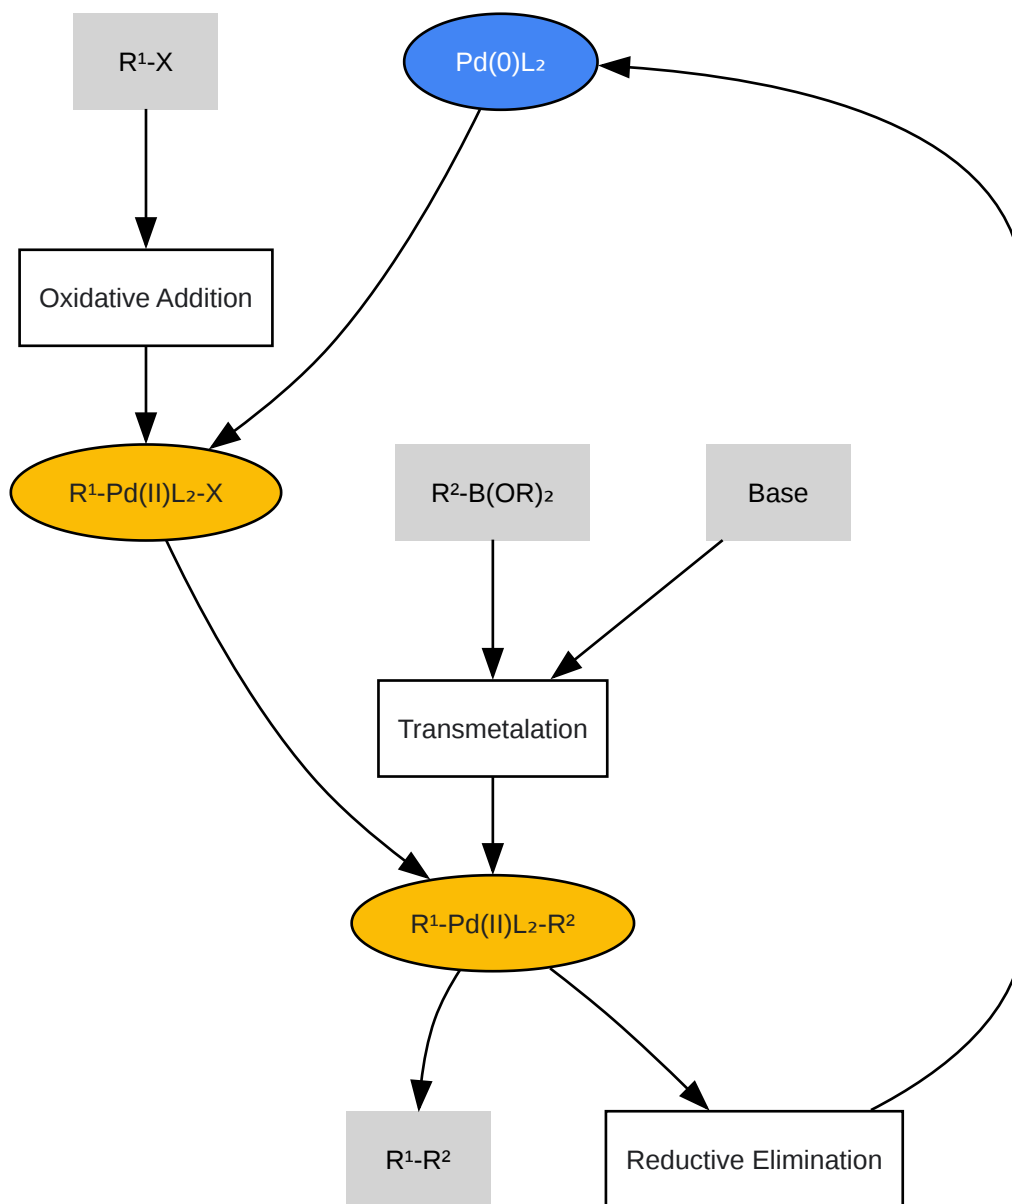 R¹-X
Pd(0)L₂
Oxidative Addition
R¹-Pd(II)L₂-X
R²-B(OR)₂
Base
Transmetalation
R¹-Pd(II)L₂-R²
R¹-R²
Reductive Elimination